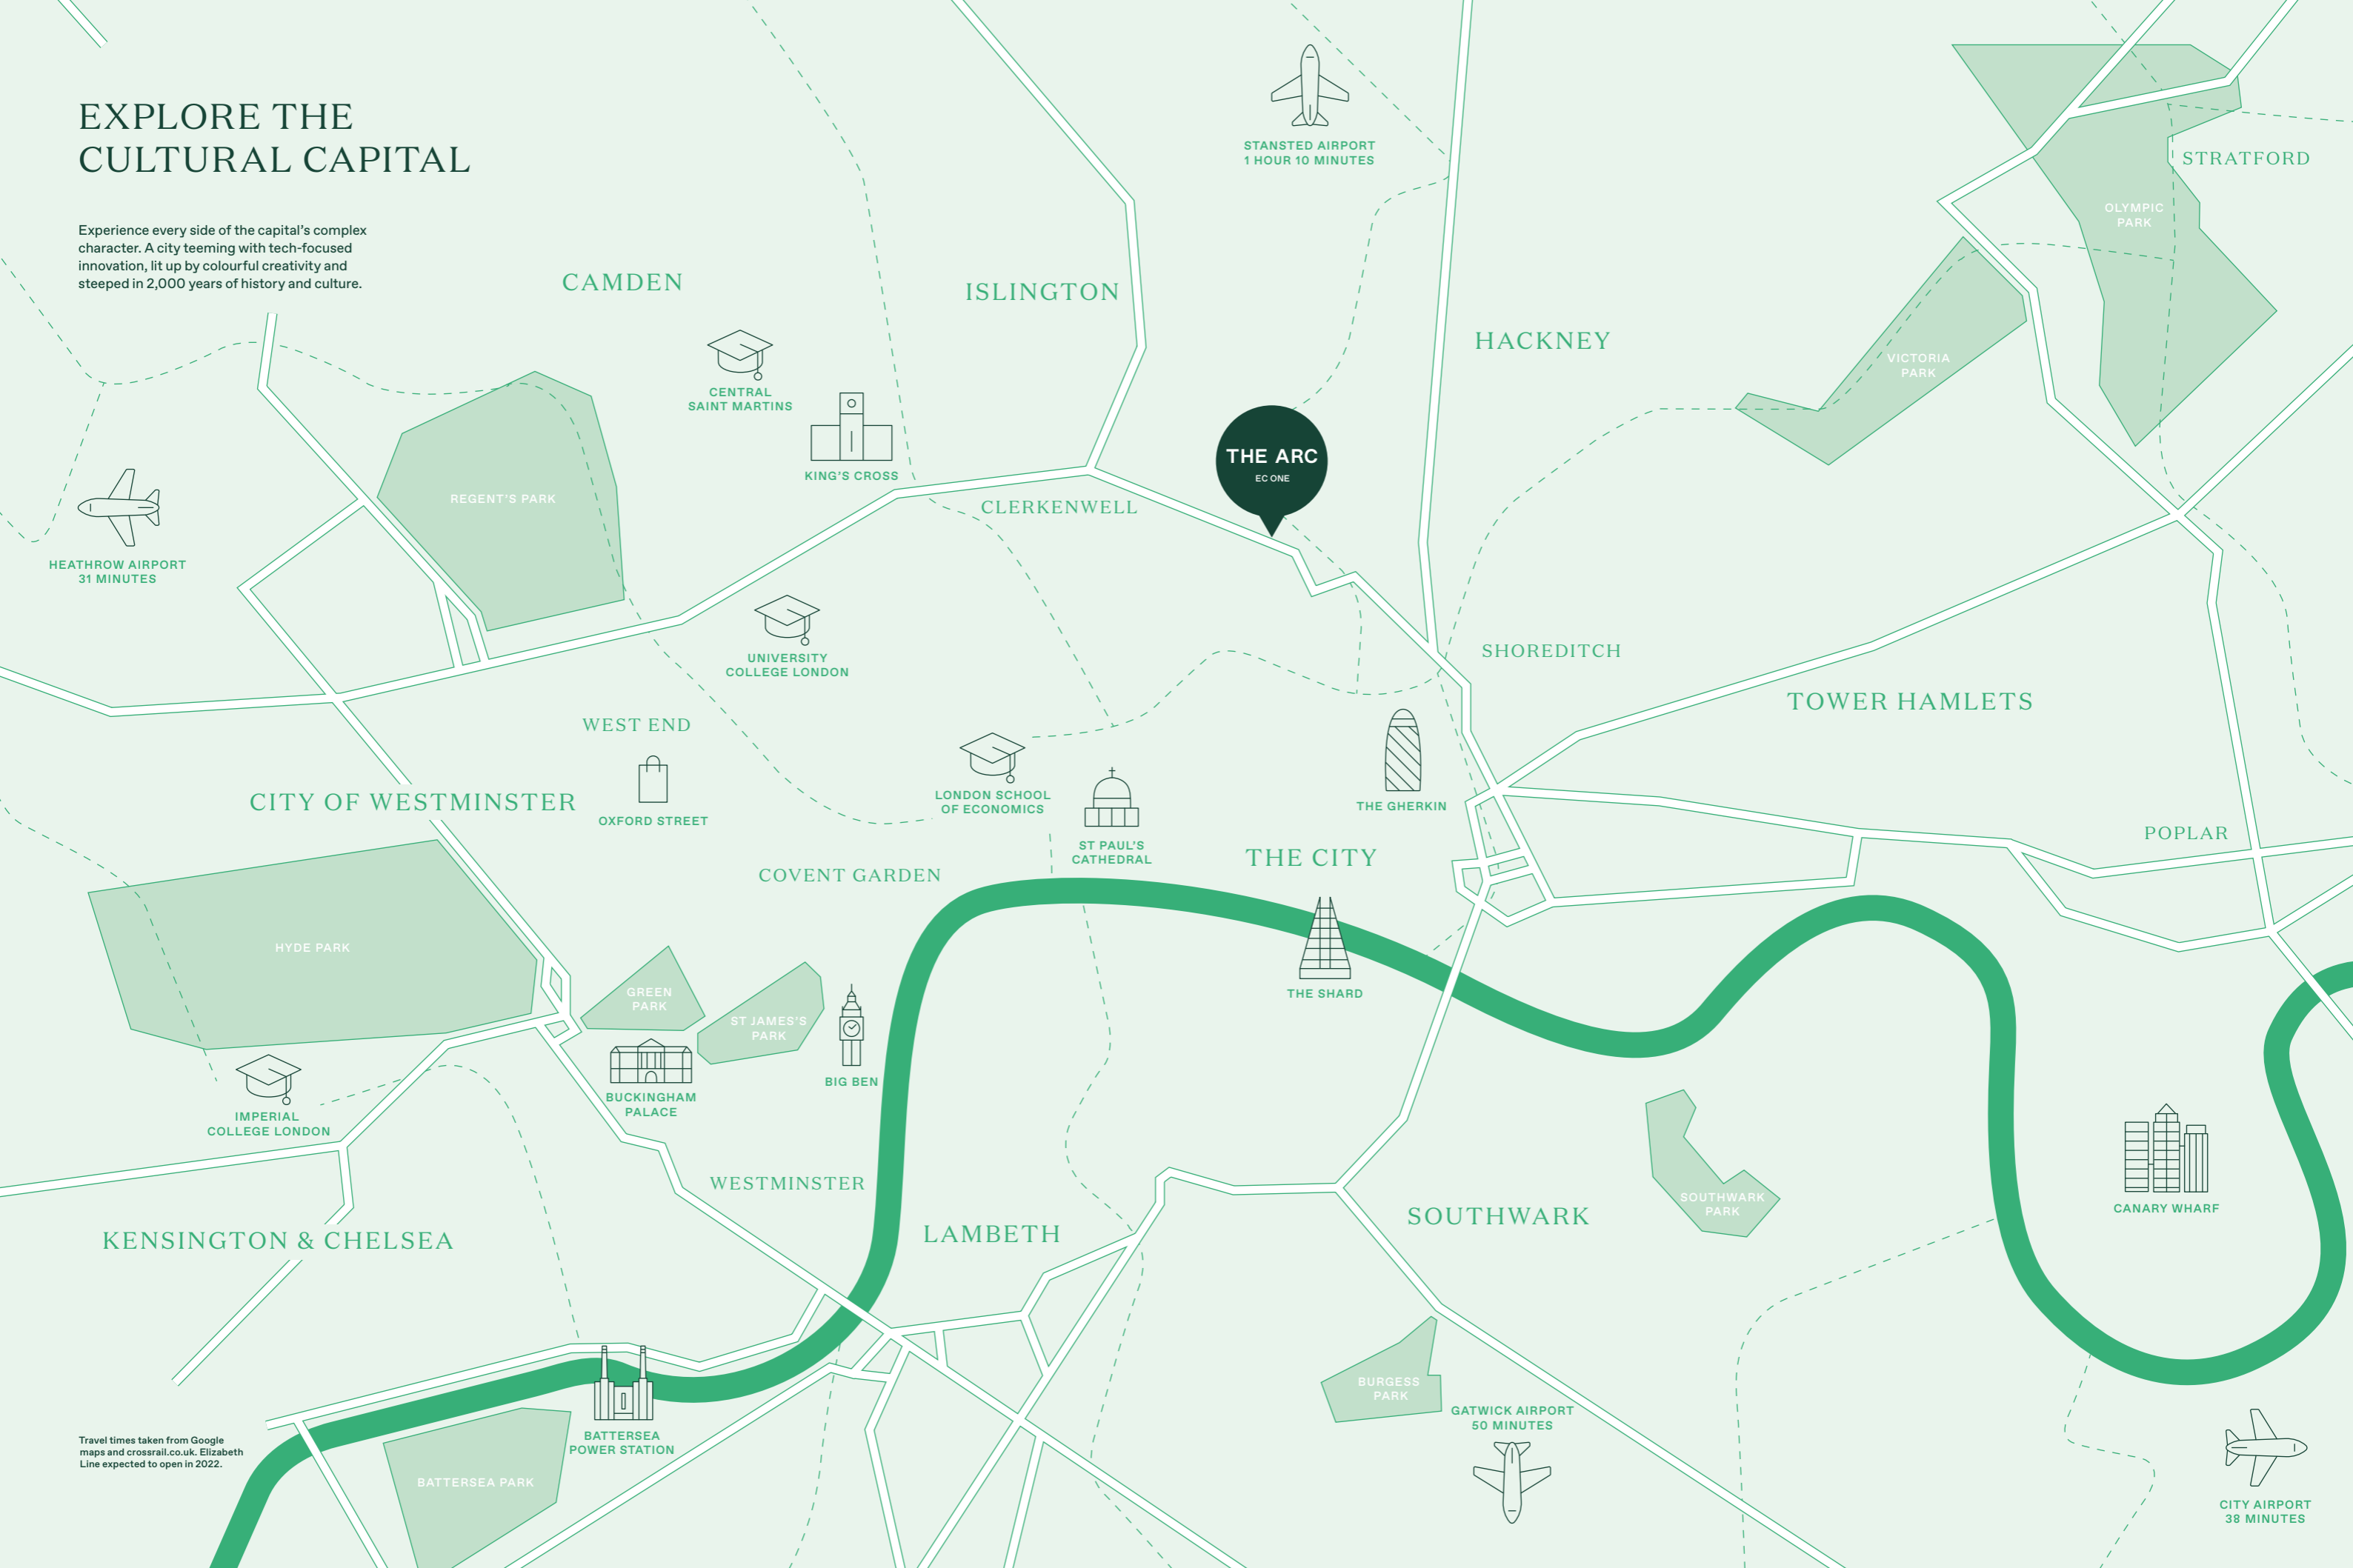 EXPLORE THE
CULTURAL CAPITAL
Experience every side of the capital's complex
character. A city teeming with tech-focused
innovation, lit up by colourful creativity and
steeped in 2,000 years of history and culture.
STANSTED AIRPORT
1 HOUR 10 MINUTES
STRATFORD
OLYMPIC
PARK
CAMDEN
ISLINGTON
HACKNEY
VICTORIA
PARK
CENTRAL
SAINT MARTINS
KING'S CROSS
THE ARC
EC ONE
REGENT'S PARK
CLERKENWELL
HEATHROW AIRPORT
31 MINUTES
UNIVERSITY
COLLEGE LONDON
SHOREDITCH
TOWER HAMLETS
WEST END
CITY OF WESTMINSTER
OXFORD STREET
LONDON SCHOOL
OF ECONOMICS
THE GHERKIN
ST PAUL'S
CATHEDRAL
POPLAR
THE CITY
COVENT GARDEN
HYDE PARK
GREEN
PARK
ST JAMES'S
PARK
THE SHARD
BIG BEN
BUCKINGHAM
PALACE
IMPERIAL
COLLEGE LONDON
WESTMINSTER
SOUTHWARK
PARK
CANARY WHARF
KENSINGTON & CHELSEA
LAMBETH
SOUTHWARK
BURGESS
PARK
GATWICK AIRPORT
50 MINUTES
BATTERSEA
POWER STATION
Travel times taken from Google
maps and crossrail.co.uk. Elizabeth
Line expected to open in 2022.
BATTERSEA PARK
CITY AIRPORT
38 MINUTES